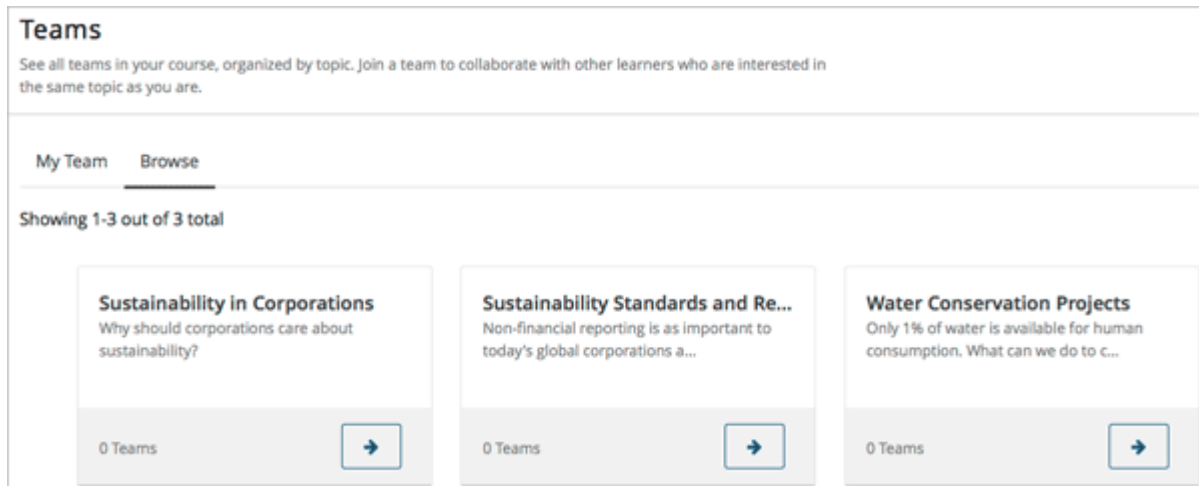 Teams
See all teams in your course, organized by topic. Join a team to collaborate with other learners who are interested in
the same topic as you are.
My Team Browse
Showing 1-3 out of 3 total
Sustainability in Corporations
Why should corporations care about
sustainability?
0 Teams
Sustainability Standards and Re...
Non-financial reporting is as important to
today's global corporations a...
0 Teams
Water Conservation Projects
Only 1% of water is available for human
consumption. What can we do to c...
0 Teams